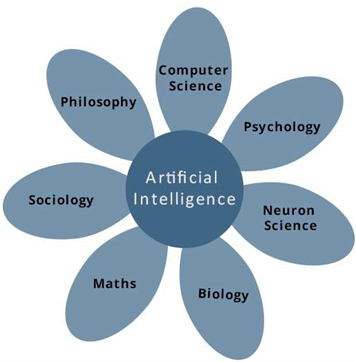 Computer
Science
Philosophy
Psychology
Artificial
Intelligence
Sociology
Neuron
Science
Maths
Biology